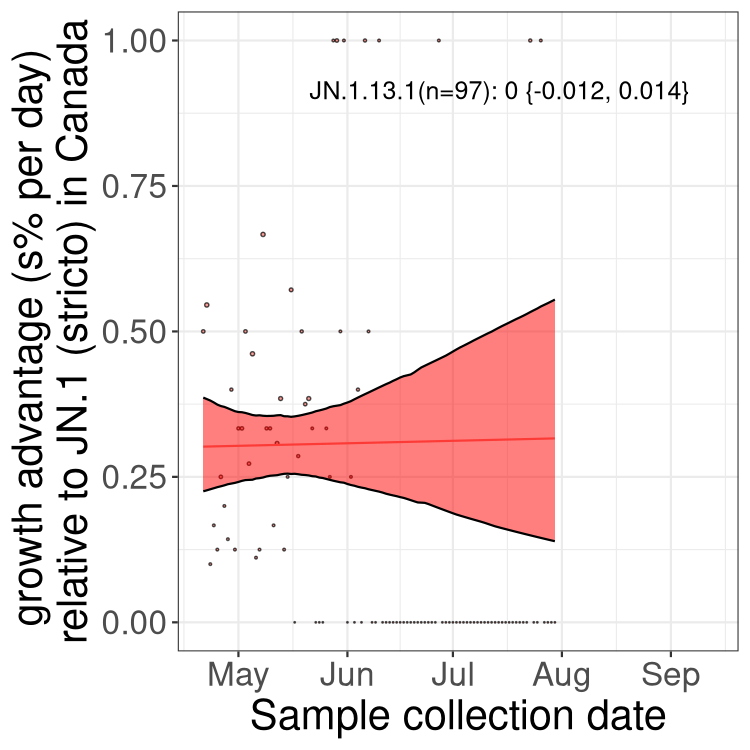 growth advantage (s% per day)
relative to JN.1 (stricto) in Canada
1.00
0.75
0.50
0.25
0.00
JN.1.13.1(n=97): 0 {-0.012, 0.014}
May Jun Jul Aug Sep
Sample collection date